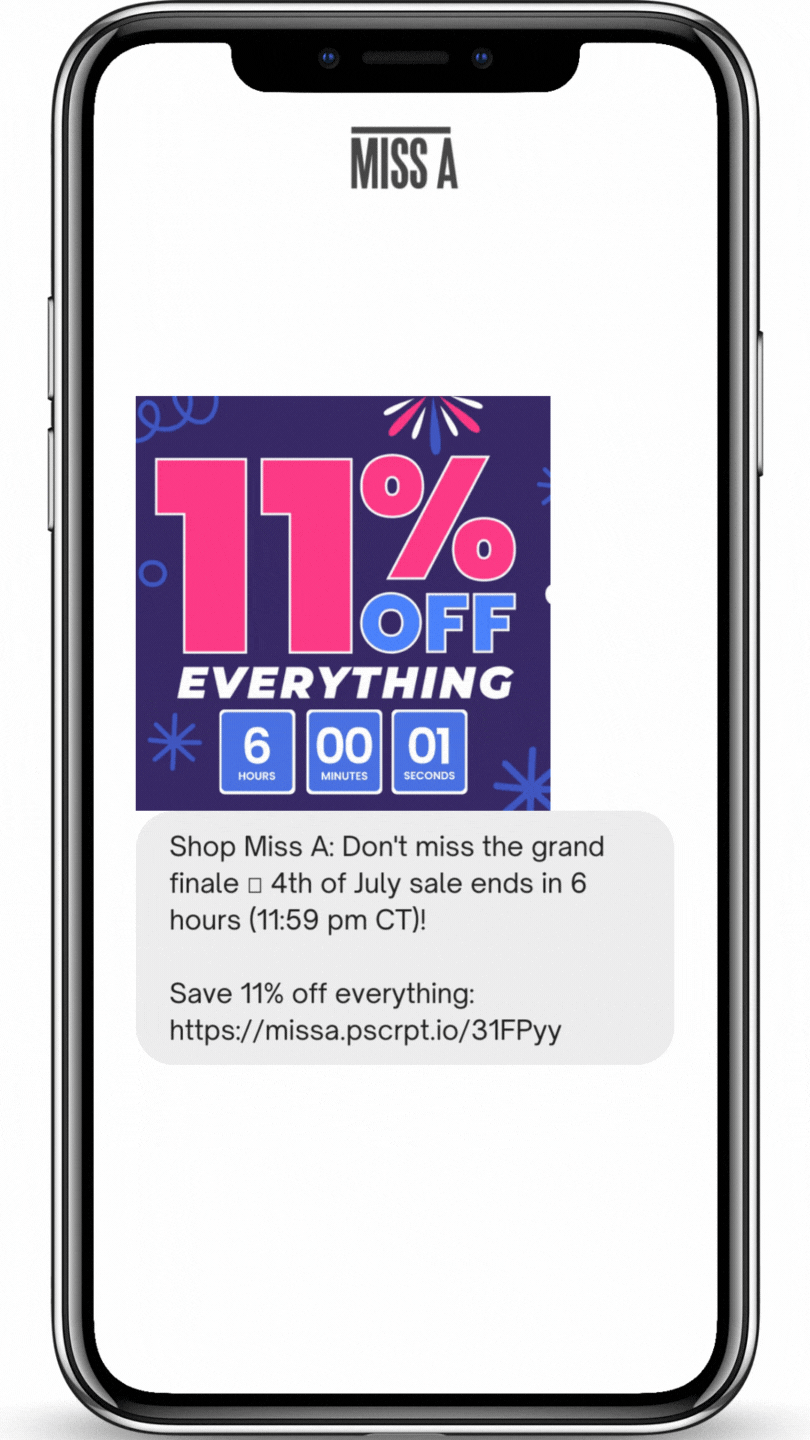 MISS A
11%
OFF
EVERYTHING
6 00 01
HOURS MINUTES SECONDS
Shop Miss A: Don't miss the grand
finale □ 4th of July sale ends in 6
hours (11:59 pm CT)!
Save 11% off everything:
https://missa.pscrpt.io/31FPyy